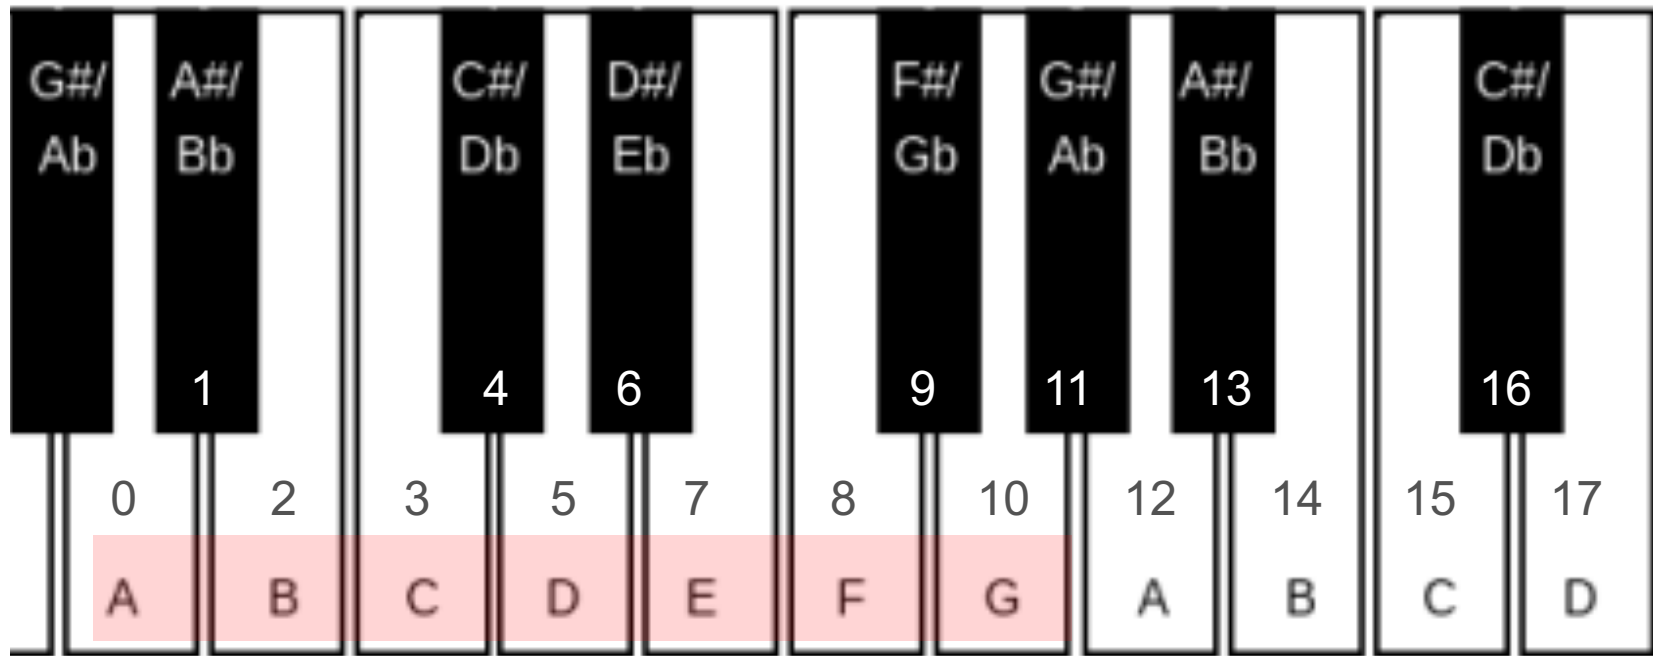 G#/ A#/ C#/ D#/ F#/ G#/ A#/ C#/
Ab Bb Db Eb Gb Ab Bb Db
1 4 6 9 11 13 16
0 2 3 5 7 8 10 12 14 15 17
A B C D E F G A B C D